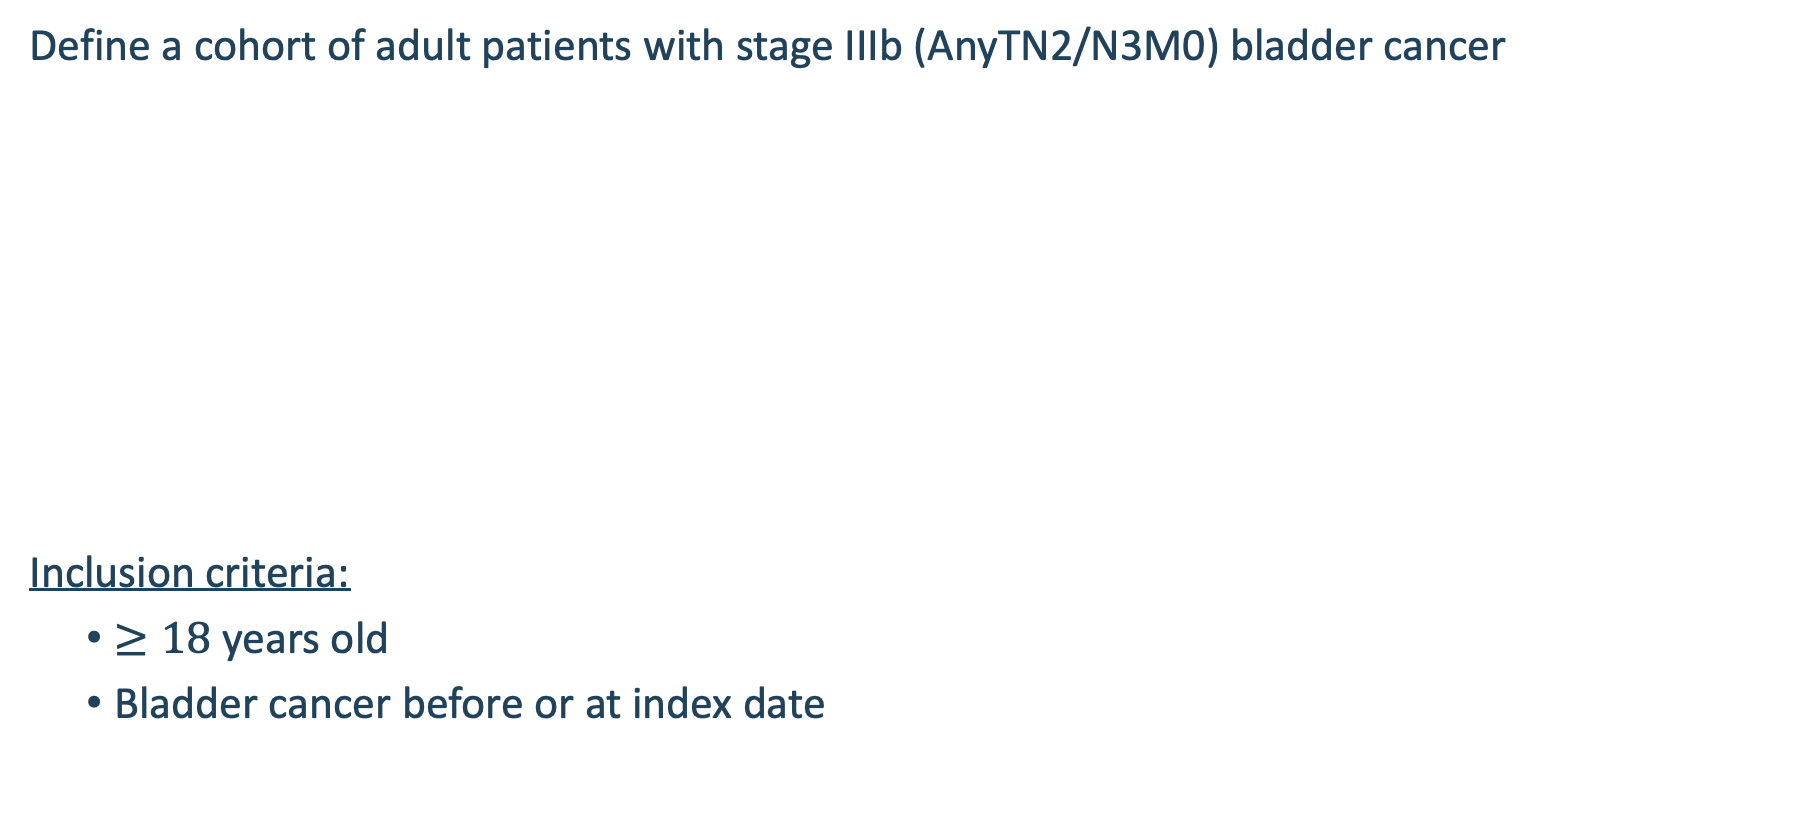 Define a cohort of adult patients with stage IIIb (AnyTN2/N3M0) bladder cancer
Inclusion criteria:
• ≥ 18 years old
• Bladder cancer before or at index date